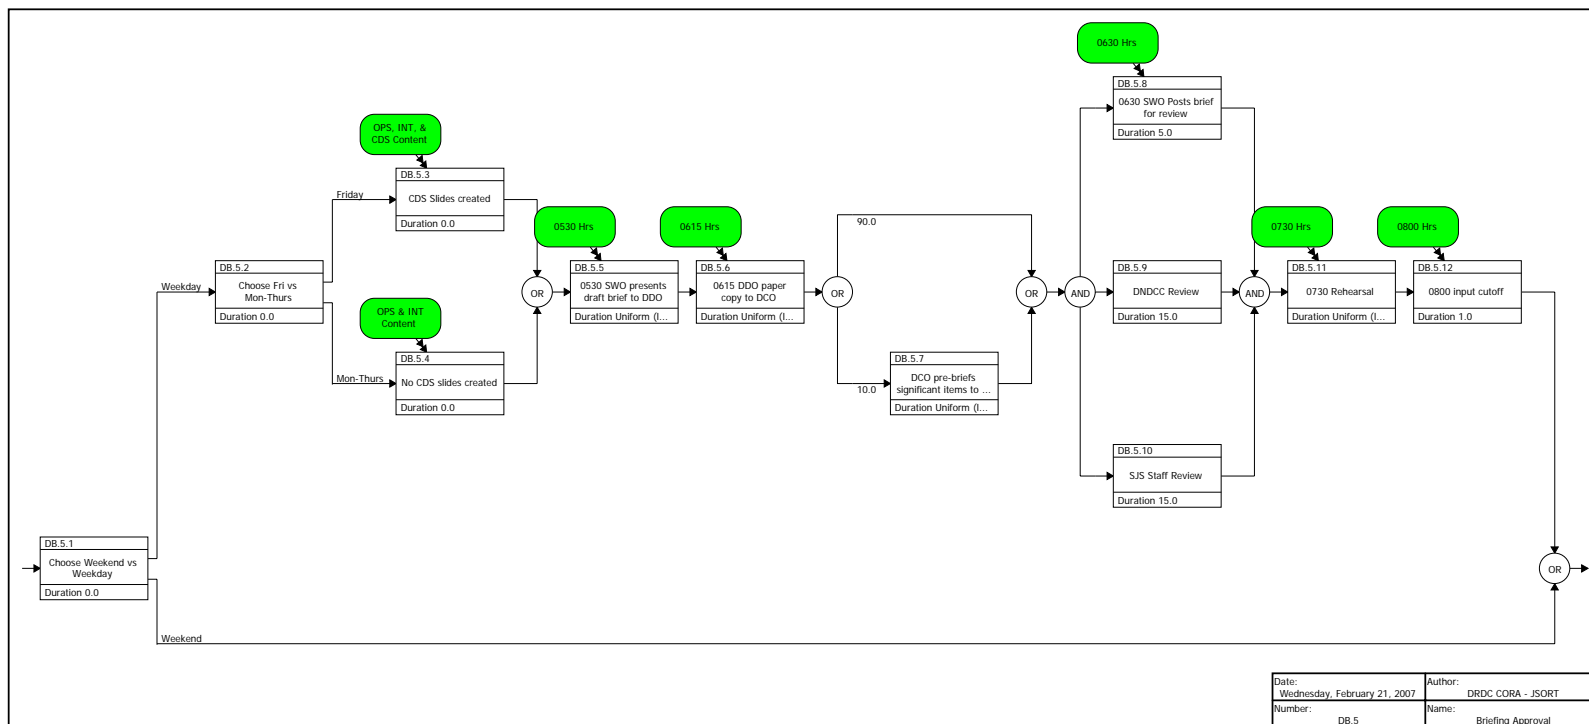 0630 Hrs
DB.5.8
0630 SWO Posts brief
for review
Duration 5.0
OPS, INT, &
CDS Content
DB.5.3
CDS Slides created
Duration 0.0
Friday
0530 Hrs
0615 Hrs
90.0
0730 Hrs
0800 Hrs
Weekday
DB.5.2
Choose Fri vs
Mon-Thurs
Duration 0.0
OR
DB.5.5
0530 SWO presents
draft brief to DDO
Duration Uniform (I...
DB.5.6
0615 DDO paper
copy to DCO
Duration Uniform (I...
OR
OR
AND
DB.5.9
DNDCC Review
Duration 15.0
AND
DB.5.11
0730 Rehearsal
Duration Uniform (I...
DB.5.12
0800 input cutoff
Duration 1.0
OPS & INT
Content
Mon-Thurs
DB.5.4
No CDS slides created
Duration 0.0
10.0
DB.5.7
DCO pre-briefs
significant items to ...
Duration Uniform (I...
DB.5.10
SJS Staff Review
Duration 15.0
DB.5.1
Choose Weekend vs
Weekday
Duration 0.0
OR
Weekend
Date:
Wednesday, February 21, 2007
Author:
DRDC CORA - JSORT
Number:
DB.5
Name:
Briefing Approval